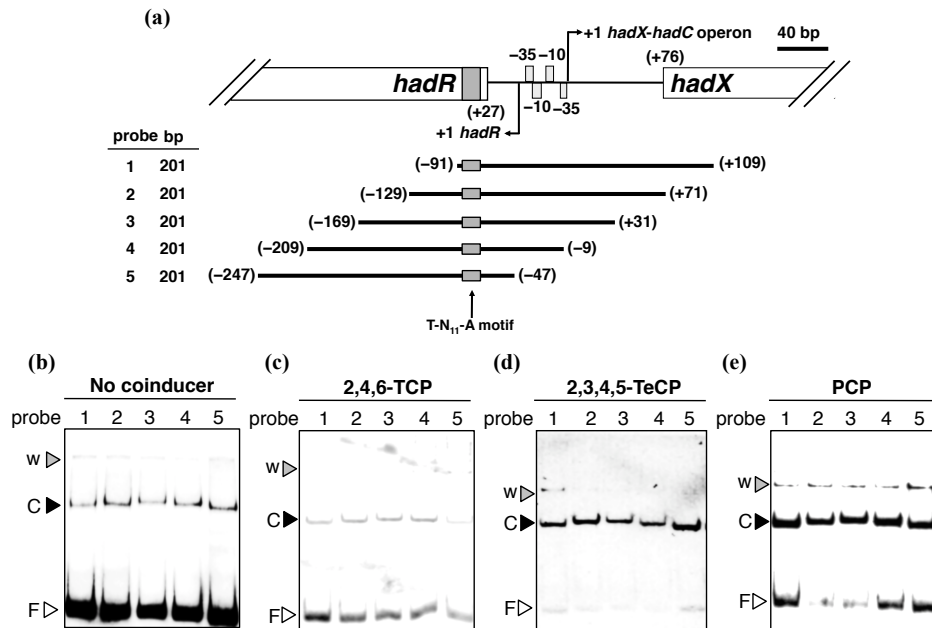 (a)
+1 hadX-hadC operon
40 bp
−35 −10
(+76)
hadR
hadX
(+27)
−10 −35
+1 hadR
probe bp
1 201 (−91) (+109)
2 201 (−129) (+71)
3 201 (−169) (+31)
4 201 (−209) (−9)
5 201 (−247) (−47)
T-N₁₁-A motif
(b) No coinducer
probe 1 2 3 4 5
w
C
F
(c) 2,4,6-TCP
probe 1 2 3 4 5
w
C
F
(d) 2,3,4,5-TeCP
probe 1 2 3 4 5
w
C
F
(e) PCP
probe 1 2 3 4 5
w
C
F